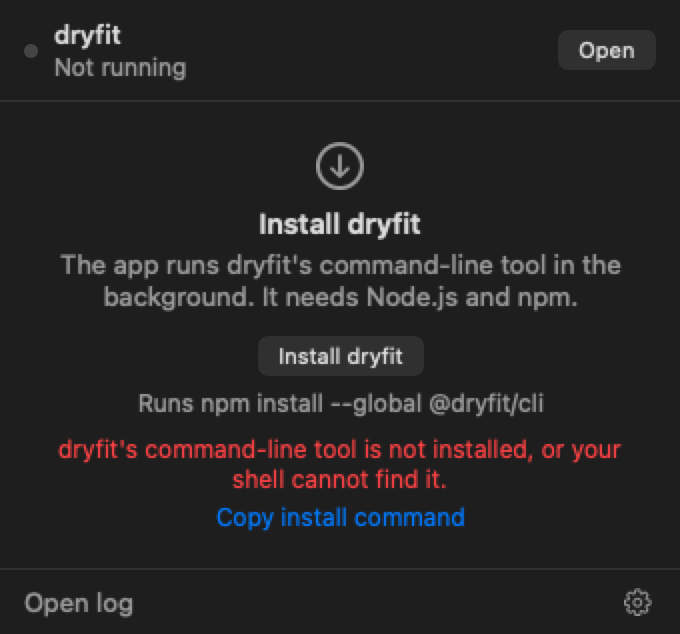 dryfit
Not running
Open
Install dryfit
The app runs dryfit's command-line tool in the
background. It needs Node.js and npm.
Install dryfit
Runs npm install --global @dryfit/cli
dryfit's command-line tool is not installed, or your
shell cannot find it.
Copy install command
Open log